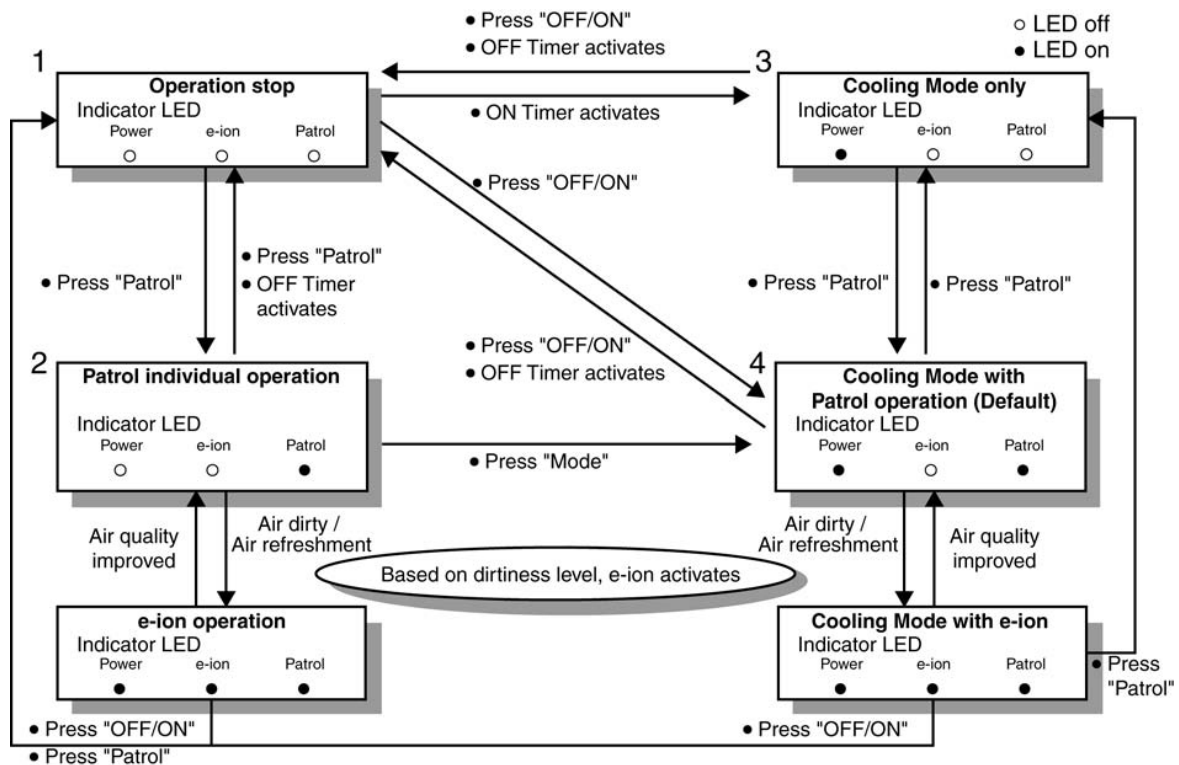 ● Press "OFF/ON"
● OFF Timer activates
○ LED off
● LED on
1
Operation stop
Indicator LED
Power e-ion Patrol
● ON Timer activates
3
Cooling Mode only
Indicator LED
Power e-ion Patrol
● Press "OFF/ON"
● Press "Patrol"
● Press "Patrol"
● OFF Timer
activates
● Press "Patrol"
● Press "Patrol"
● Press "OFF/ON"
● OFF Timer activates
2
Patrol individual operation
Indicator LED
Power e-ion Patrol
● Press "Mode"
4
Cooling Mode with
Patrol operation (Default)
Indicator LED
Power e-ion Patrol
Air quality
improved
Air dirty /
Air refreshment
Based on dirtiness level, e-ion activates
Air dirty /
Air refreshment
Air quality
improved
e-ion operation
Indicator LED
Power e-ion Patrol
Cooling Mode with e-ion
Indicator LED
Power e-ion Patrol
● Press
"Patrol"
● Press "OFF/ON"
● Press "Patrol"
● Press "OFF/ON"